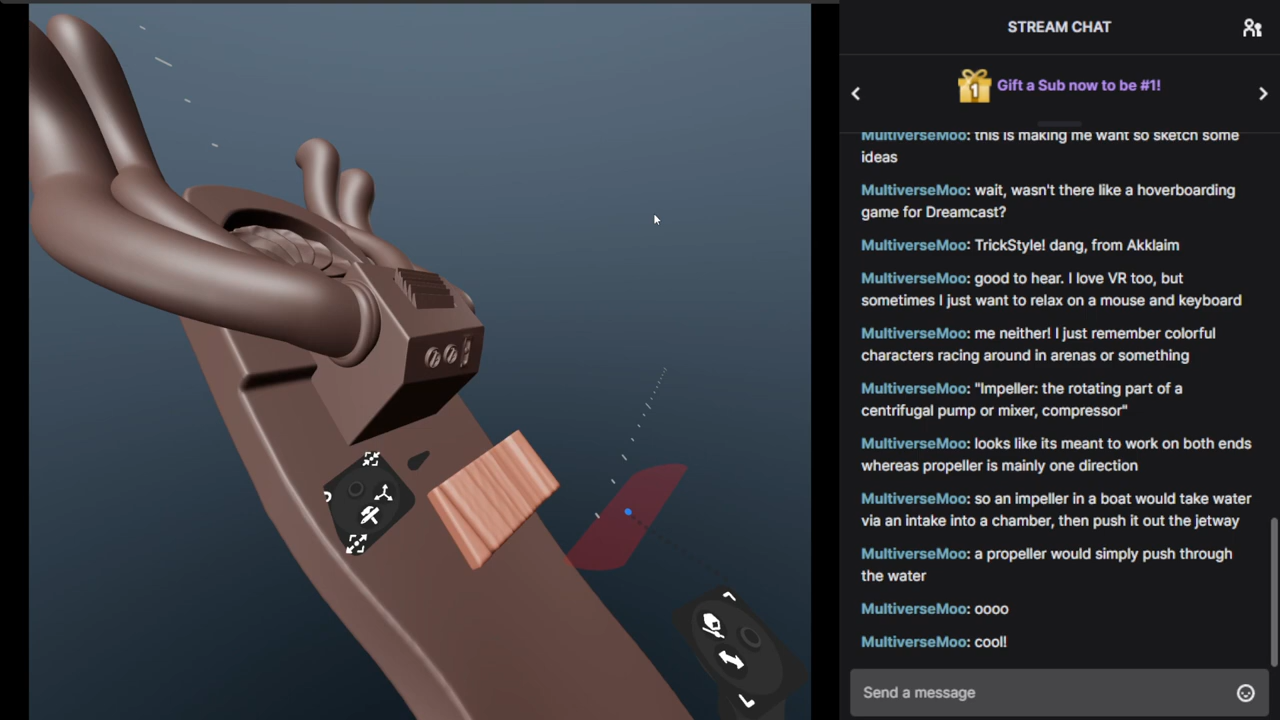 STREAM CHAT
1 Gift a Sub now to be #1!
MultiverseMoo: this is making me want so sketch some
ideas
MultiverseMoo: wait, wasn't there like a hoverboarding
game for Dreamcast?
MultiverseMoo: TrickStyle! dang, from Akklaim
MultiverseMoo: good to hear. I love VR too, but
sometimes I just want to relax on a mouse and keyboard
MultiverseMoo: me neither! I just remember colorful
characters racing around in arenas or something
MultiverseMoo: "Impeller: the rotating part of a
centrifugal pump or mixer, compressor"
MultiverseMoo: looks like its meant to work on both ends
whereas propeller is mainly one direction
MultiverseMoo: so an impeller in a boat would take water
via an intake into a chamber, then push it out the jetway
MultiverseMoo: a propeller would simply push through
the water
MultiverseMoo: oooo
MultiverseMoo: cool!
Send a message